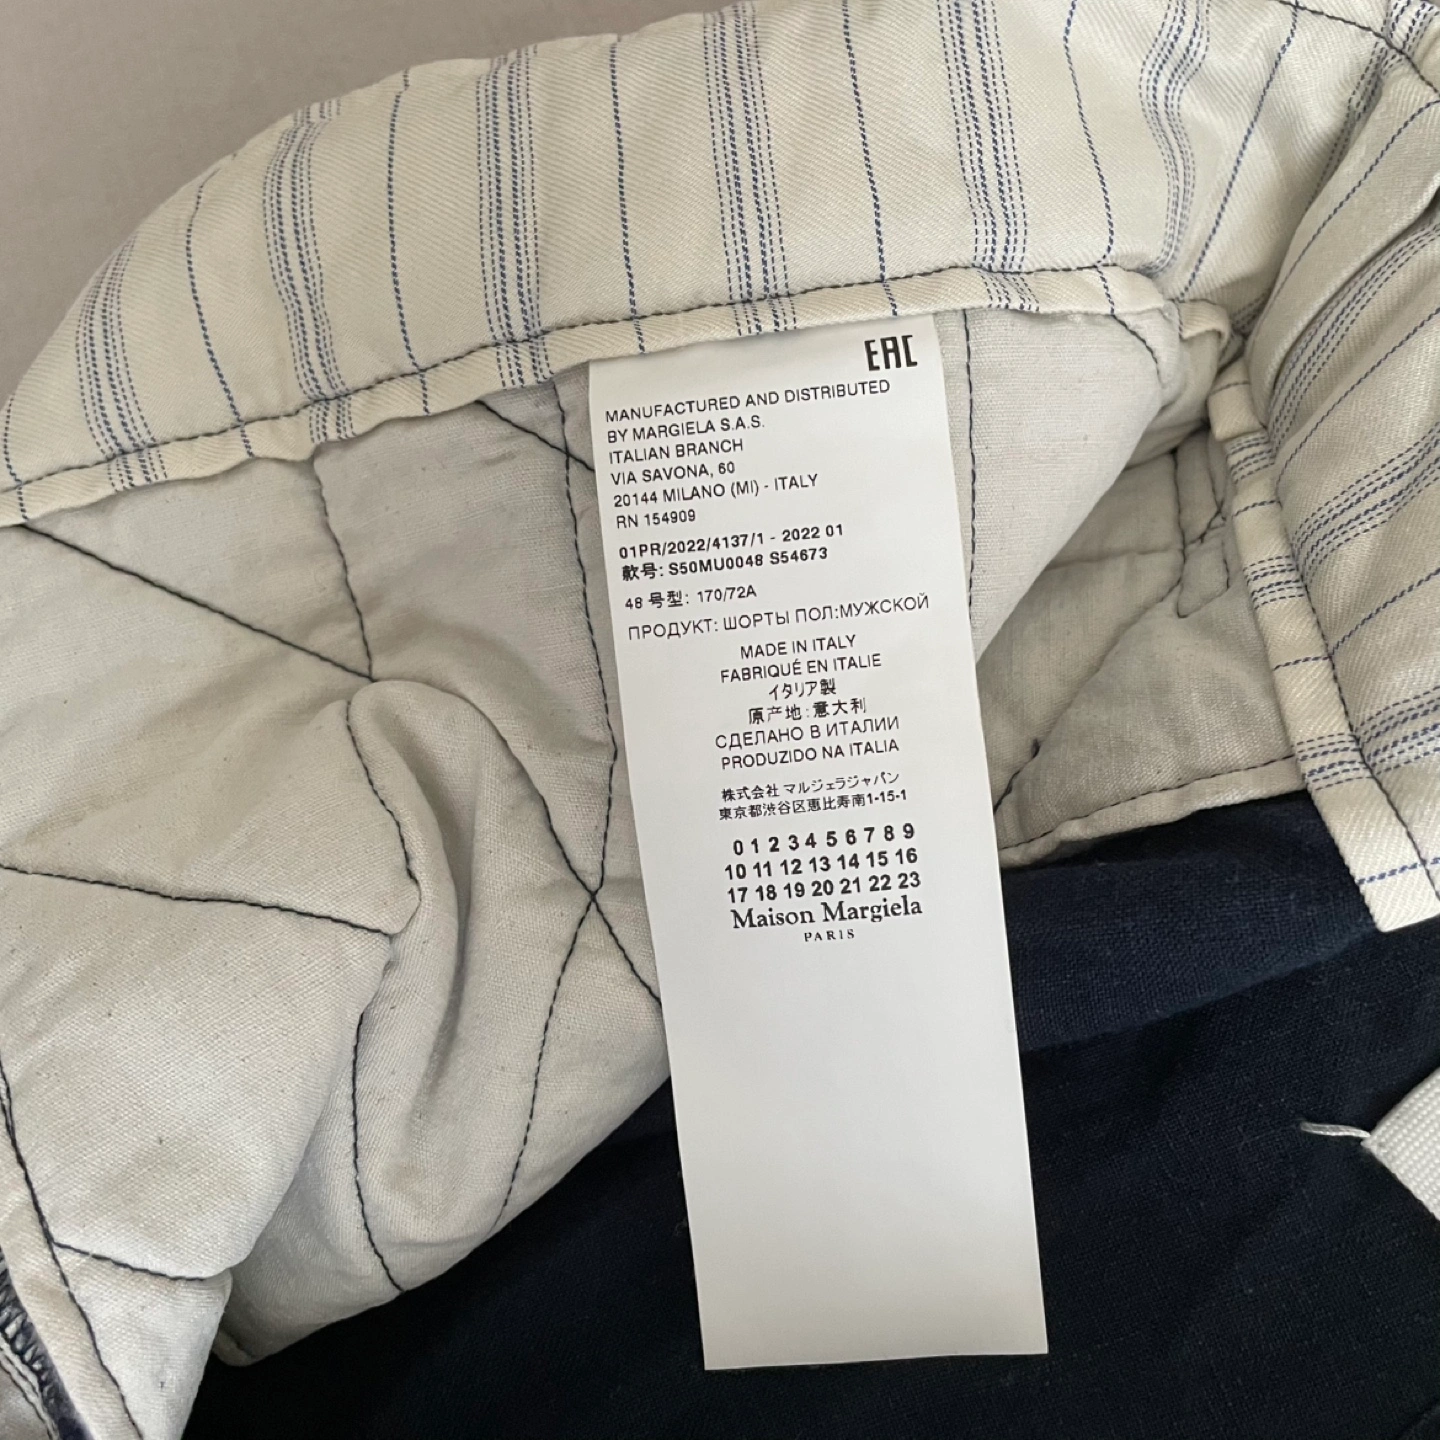 EAC
MANUFACTURED AND DISTRIBUTED
BY MARGIELA S.A.S.
ITALIAN BRANCH
VIA SAVONA, 60
20144 MILANO (MI) - ITALY
RN 154909
01PR/2022/4137/1 - 2022 01
款号: S50MU0048 S54673
48 号型: 170/72A
ПРОДУКТ: ШОРТЫ ПОЛ:МУЖСКОЙ
MADE IN ITALY
FABRIQUÉ EN ITALIE
イタリア製
原产地: 意大利
СДЕЛАНО В ИТАЛИИ
PRODUZIDO NA ITALIA
株式会社 マルジェラジャパン
東京都渋谷区恵比寿南1-15-1
0 1 2 3 4 5 6 7 8 9
10 11 12 13 14 15 16
17 18 19 20 21 22 23
Maison Margiela
PARIS